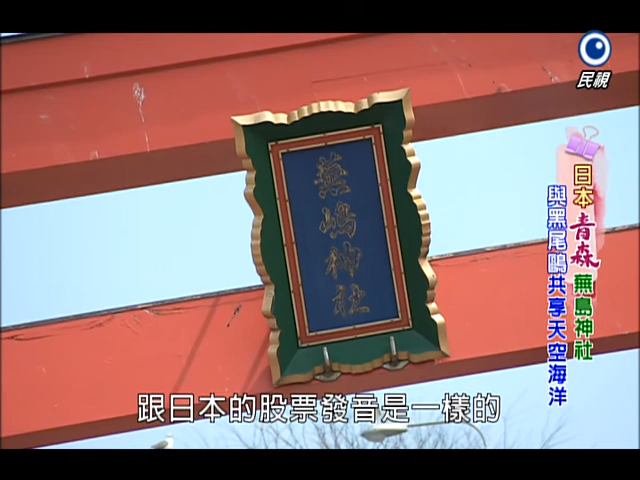 民視
日本青森 蕪島神社
與黑尾鷗共享天空海洋
蕪嶋神社
跟日本的股票發音是一樣的